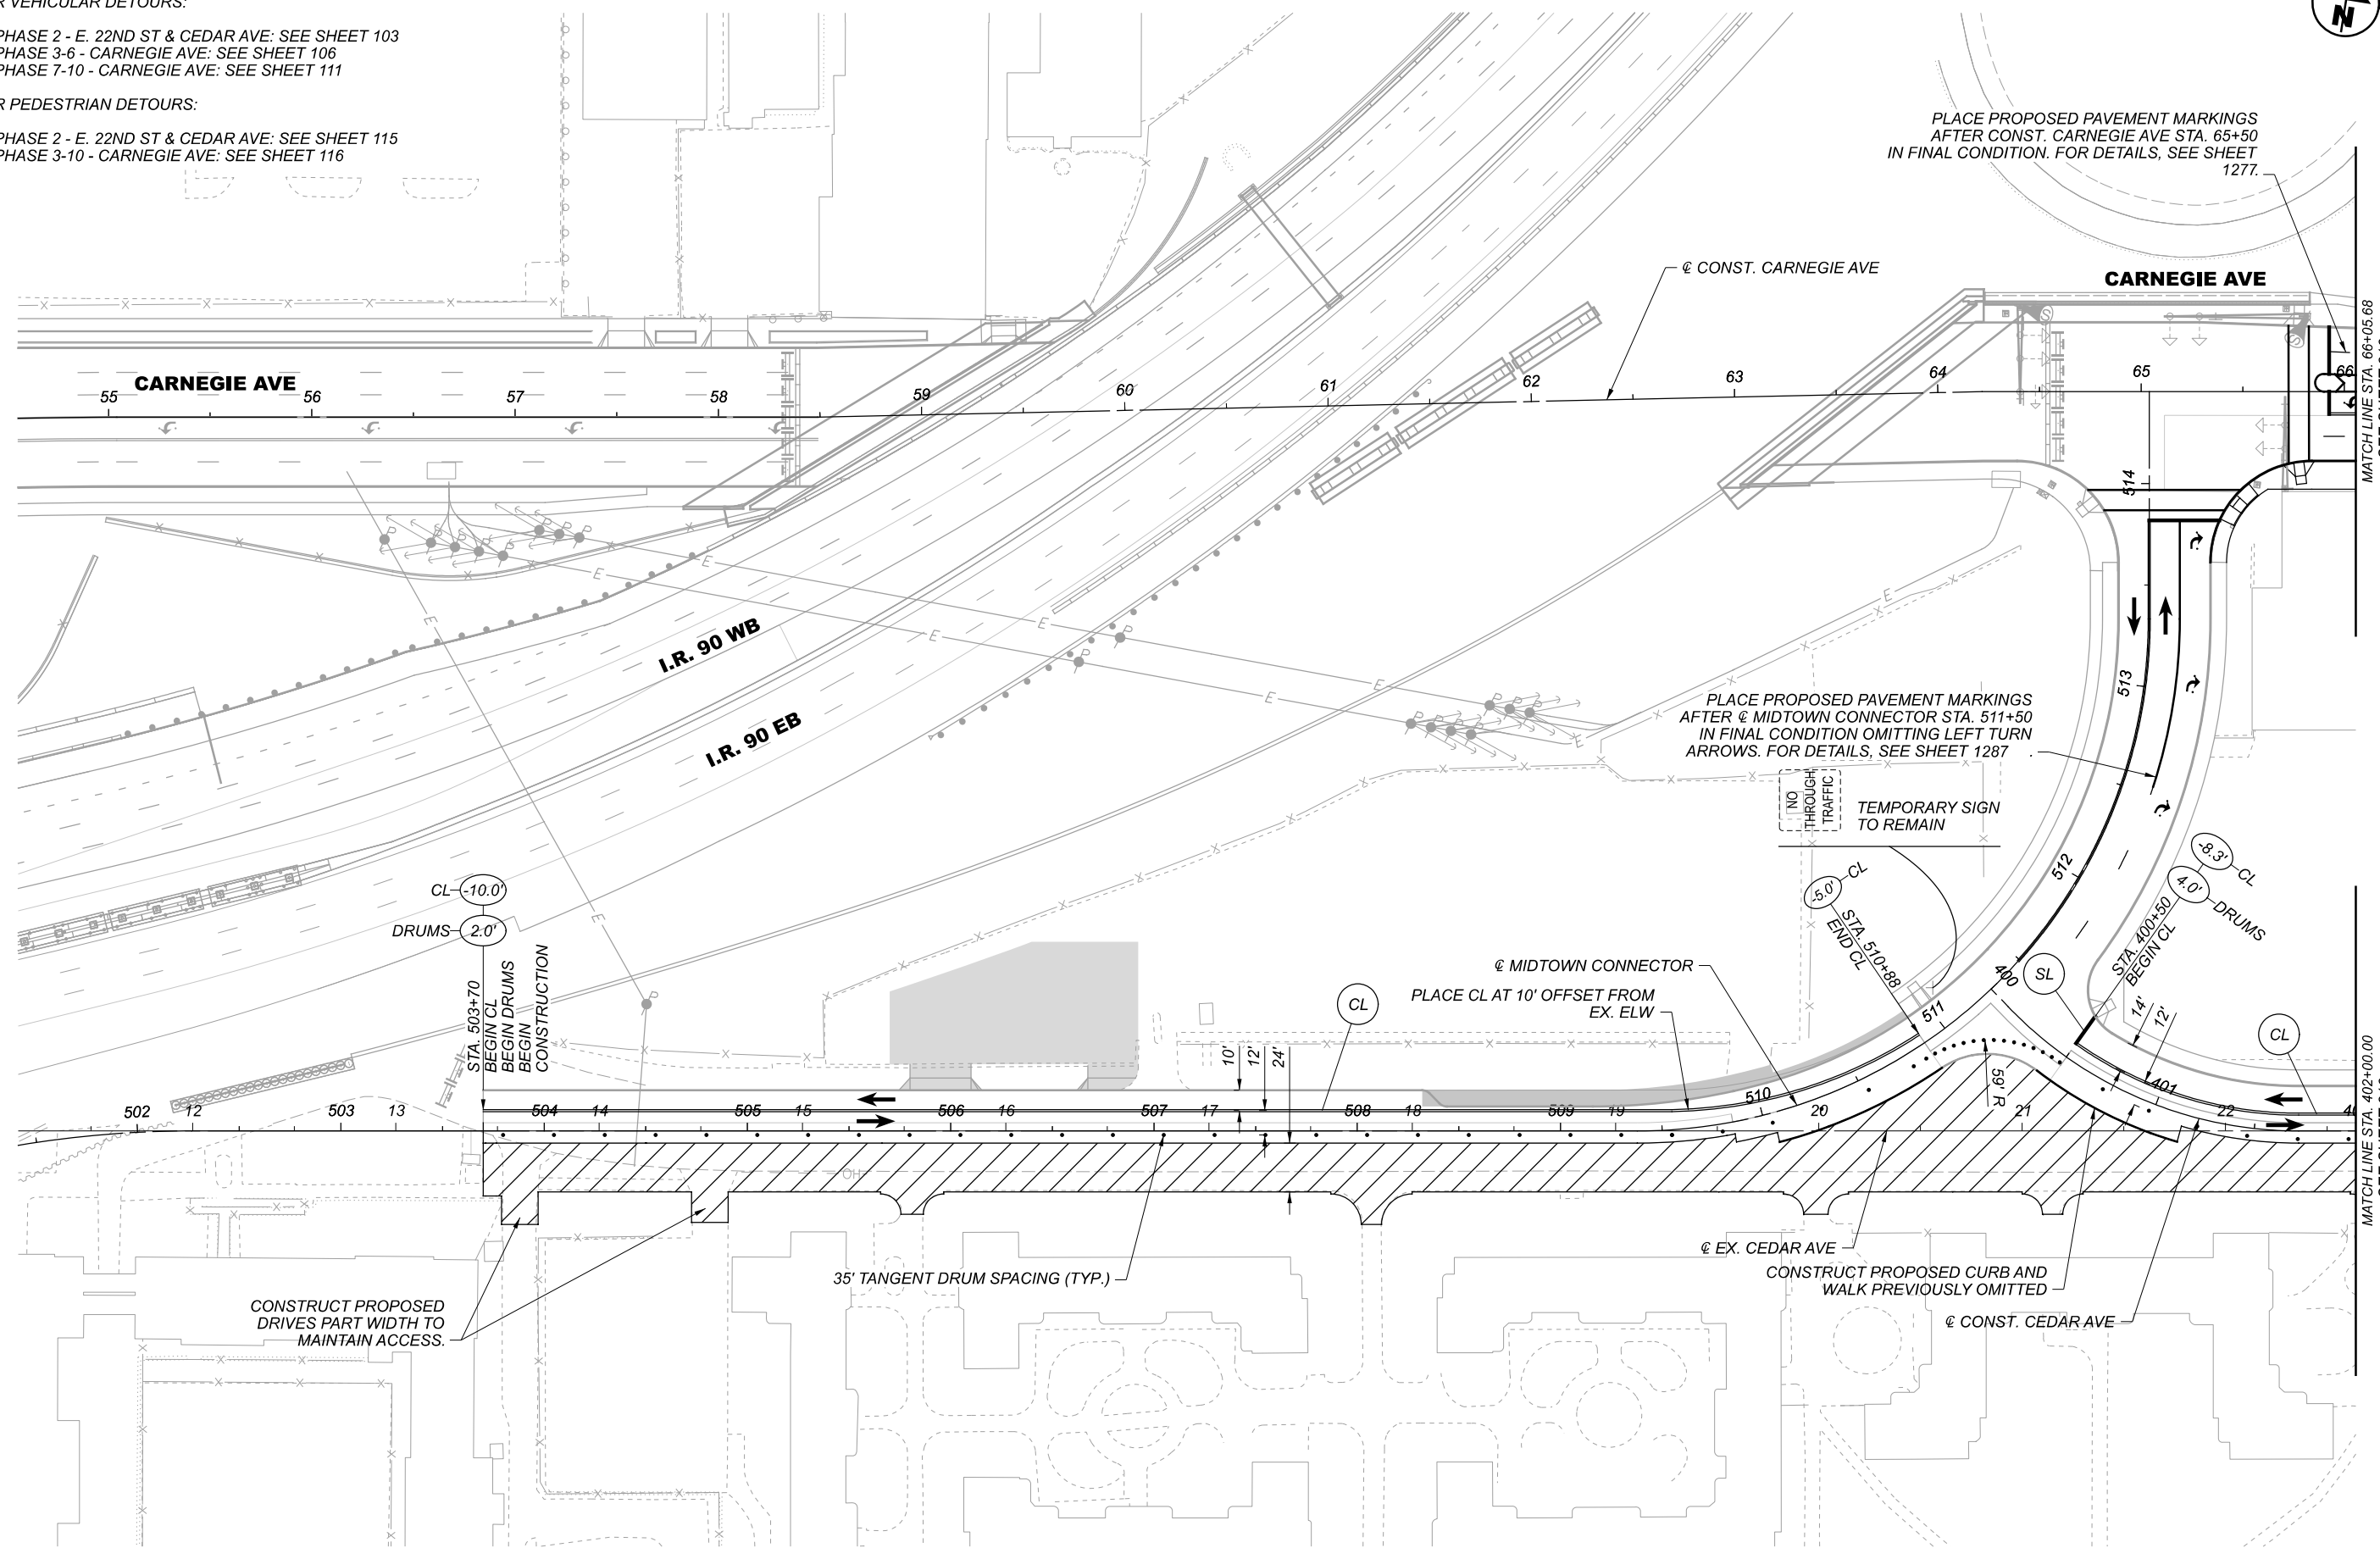 R VEHICULAR DETOURS:
PHASE 2 - E. 22ND ST & CEDAR AVE: SEE SHEET 103
PHASE 3-6 - CARNEGIE AVE: SEE SHEET 106
PHASE 7-10 - CARNEGIE AVE: SEE SHEET 111
R PEDESTRIAN DETOURS:
PHASE 2 - E. 22ND ST & CEDAR AVE: SEE SHEET 115
PHASE 3-10 - CARNEGIE AVE: SEE SHEET 116
N
PLACE PROPOSED PAVEMENT MARKINGS
AFTER CONST. CARNEGIE AVE STA. 65+50
IN FINAL CONDITION. FOR DETAILS, SEE SHEET
1277.
℄ CONST. CARNEGIE AVE
CARNEGIE AVE
MATCH LINE STA. 66+05.68
CARNEGIE AVE
55 56 57 58 59 60 61 62 63 64 65 66
514
513
512
511
510
400
401
I.R. 90 WB
I.R. 90 EB
PLACE PROPOSED PAVEMENT MARKINGS
AFTER ℄ MIDTOWN CONNECTOR STA. 511+50
IN FINAL CONDITION OMITTING LEFT TURN
ARROWS. FOR DETAILS, SEE SHEET 1287
NO
THROUGH
TRAFFIC
TEMPORARY SIGN
TO REMAIN
-8.3' CL
4.0' DRUMS
STA. 400+50
BEGIN CL
-5.0' CL
STA. 510+88
END CL
SL
14'
12'
CL
CL -10.0'
DRUMS 2.0'
STA. 503+70
BEGIN CL
BEGIN DRUMS
BEGIN
CONSTRUCTION
℄ MIDTOWN CONNECTOR
PLACE CL AT 10' OFFSET FROM
EX. ELW
CL
10'
12'
24'
59' R
502 12 503 13 504 14 505 15 506 16 507 17 508 18 509 19 20 21 22
OH
MATCH LINE STA. 402+00.00
℄ EX. CEDAR AVE
CONSTRUCT PROPOSED CURB AND
WALK PREVIOUSLY OMITTED
℄ CONST. CEDAR AVE
35' TANGENT DRUM SPACING (TYP.)
CONSTRUCT PROPOSED
DRIVES PART WIDTH TO
MAINTAIN ACCESS.